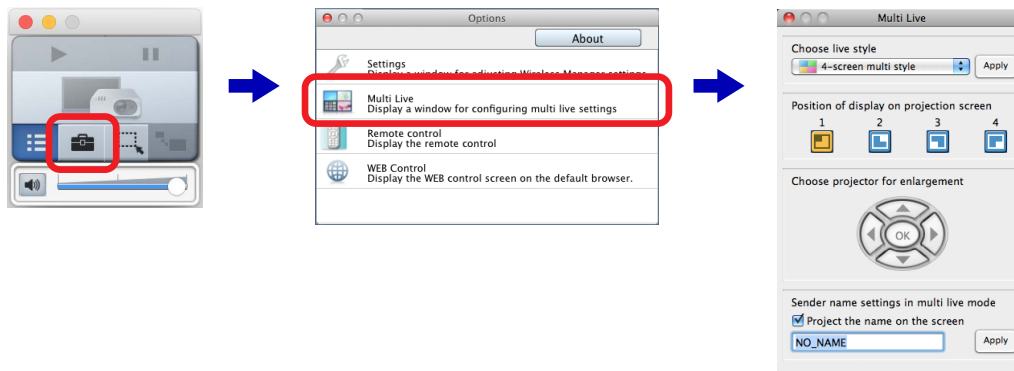 Options
About
Settings
Display a window for adjusting Wireless Manager settings
Multi Live
Display a window for configuring multi live settings
Remote control
Display the remote control
WEB Control
Display the WEB control screen on the default browser.
Multi Live
Choose live style
4-screen multi style
Apply
Position of display on projection screen
1 2 3 4
Choose projector for enlargement
OK
Sender name settings in multi live mode
Project the name on the screen
NO_NAME
Apply